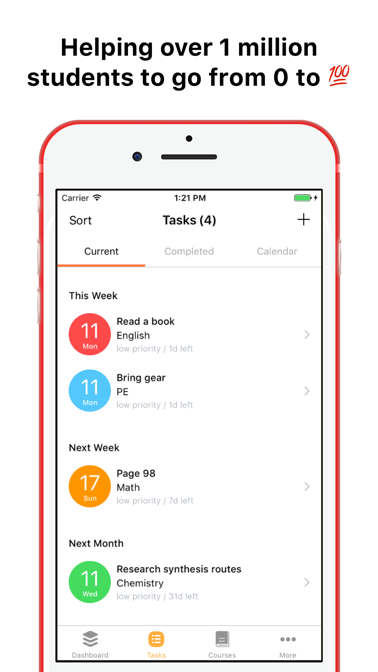 Helping over 1 million
students to go from 0 to 💯
Carrier 1:21 PM
Sort Tasks (4) +
Current Completed Calendar
This Week
11
Mon
Read a book
English
low priority / 1d left
11
Mon
Bring gear
PE
low priority / 1d left
Next Week
17
Sun
Page 98
Math
low priority / 7d left
Next Month
11
Wed
Research synthesis routes
Chemistry
low priority / 31d left
Dashboard Tasks Courses More